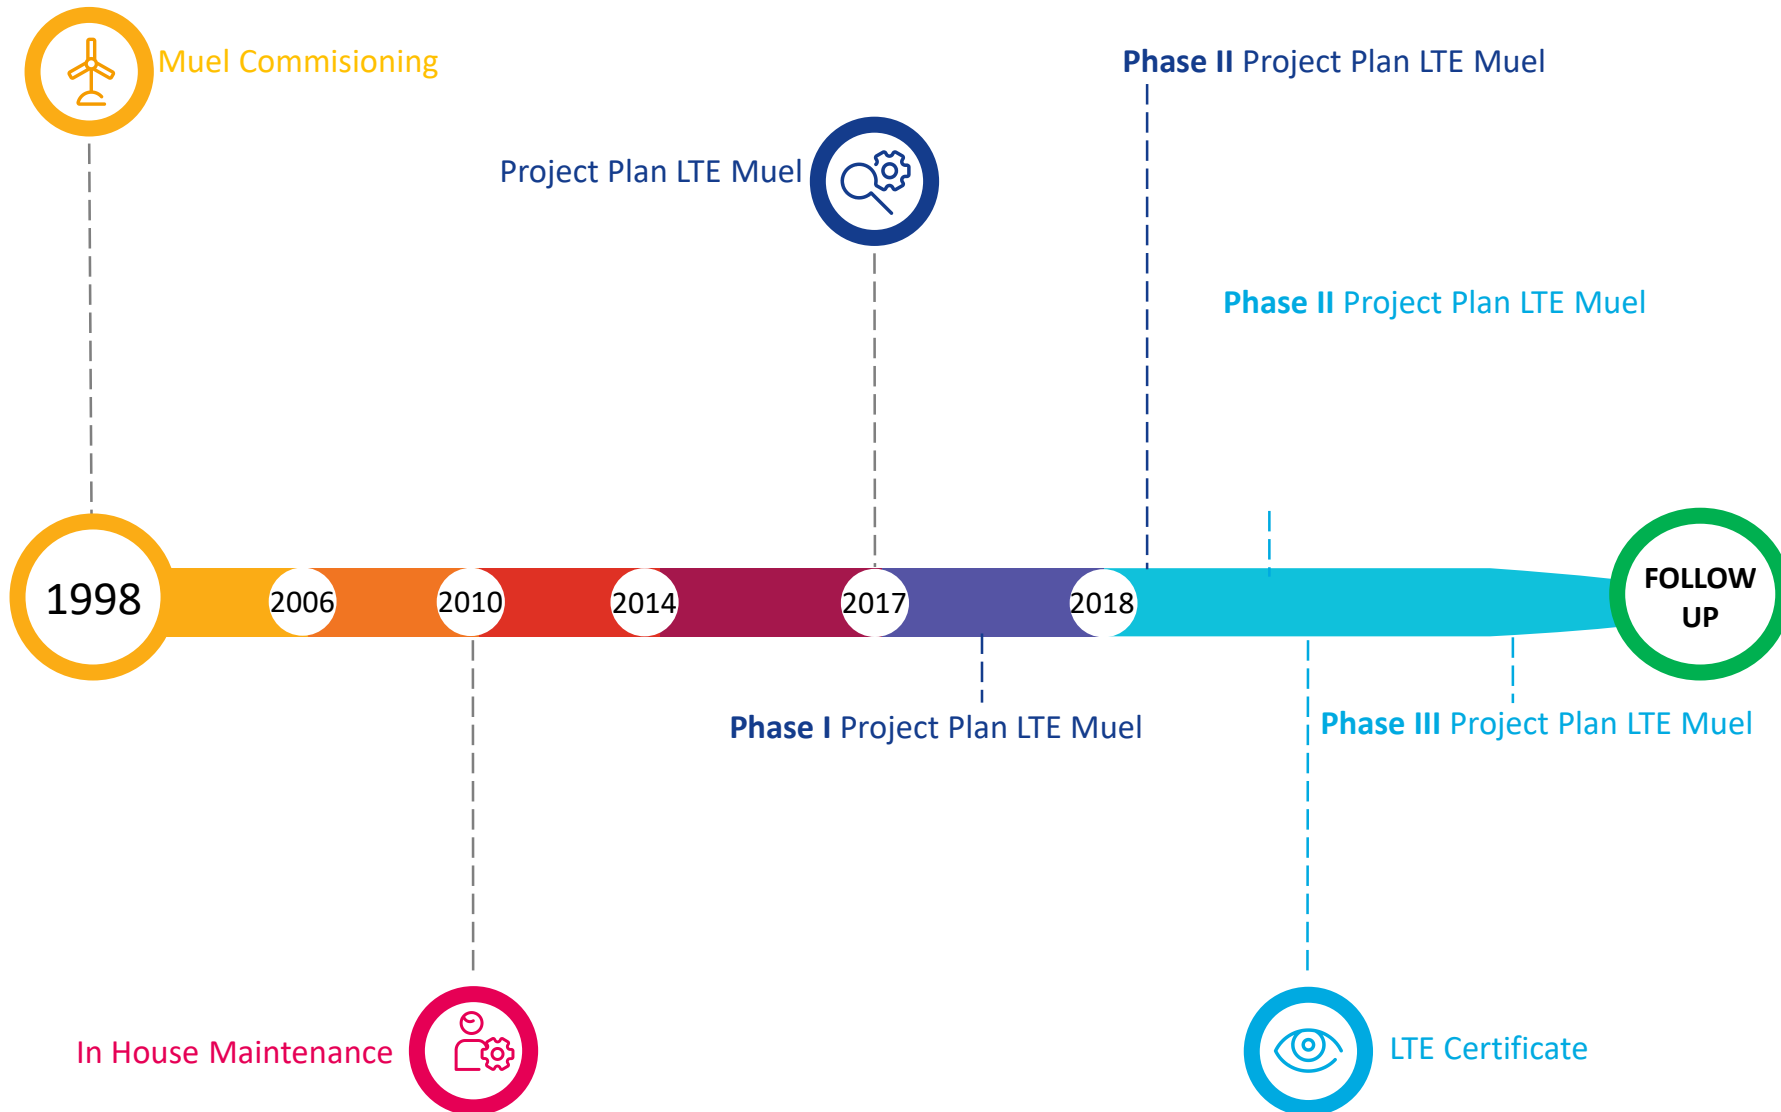 Muel Commisioning
Phase II Project Plan LTE Muel
Project Plan LTE Muel
Phase II Project Plan LTE Muel
1998
2006
2010
2014
2017
2018
FOLLOW
UP
Phase I Project Plan LTE Muel
Phase III Project Plan LTE Muel
In House Maintenance
LTE Certificate